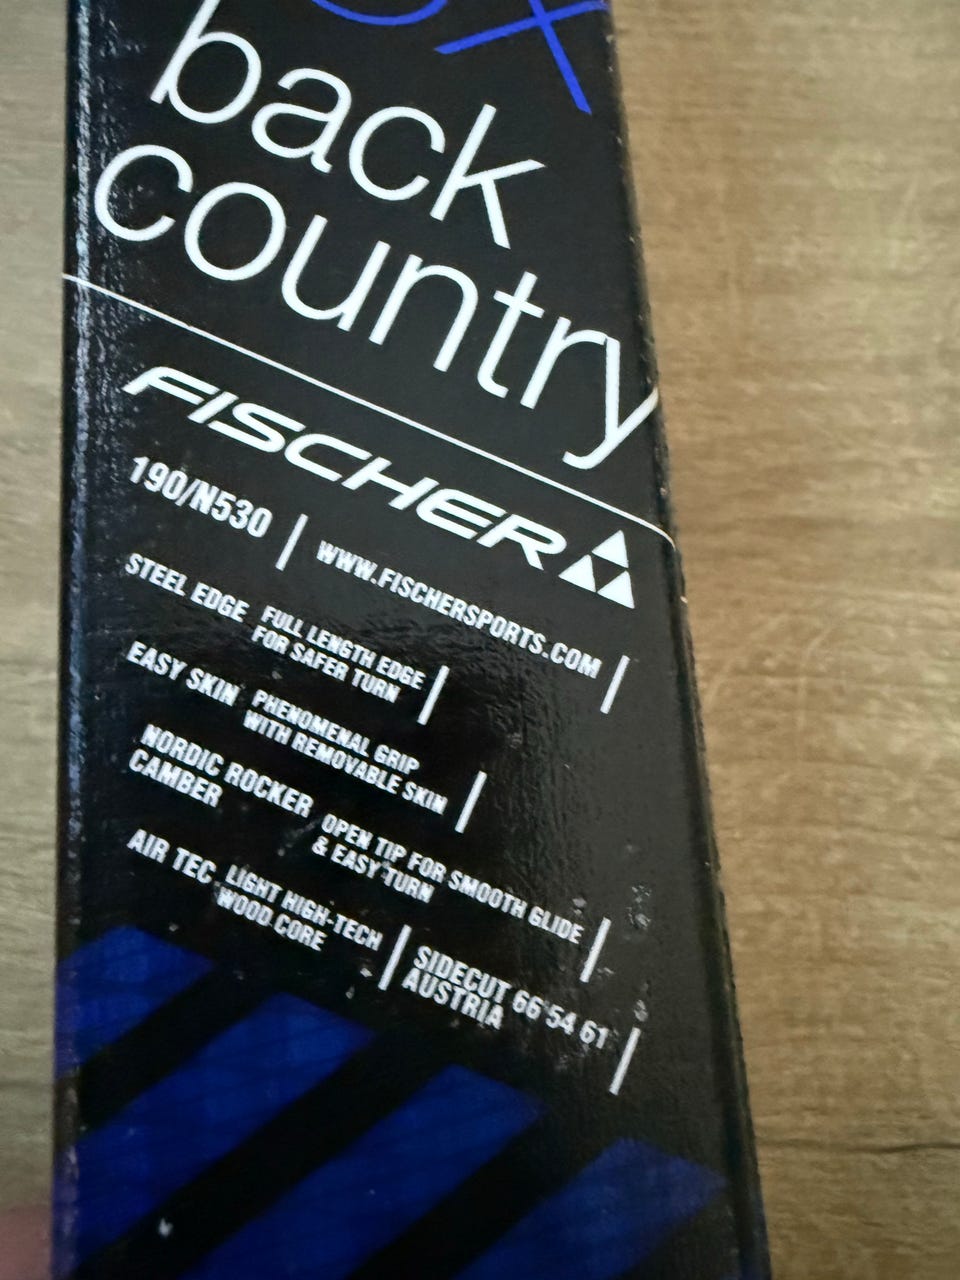 back
country
FISCHER
190/N530 | WWW.FISCHERSPORTS.COM |
STEEL EDGE FULL LENGTH EDGE
FOR SAFER TURN |
EASY SKIN PHENOMENAL GRIP
WITH REMOVABLE SKIN |
NORDIC ROCKER
CAMBER OPEN TIP FOR SMOOTH GLIDE
& EASY TURN |
AIR TEC LIGHT HIGH-TECH
WOOD CORE | SIDECUT 66 54 61
AUSTRIA |